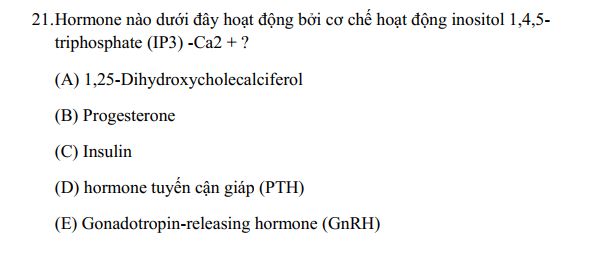 21.Hormone nào dưới đây hoạt động bởi cơ chế hoạt động inositol 1,4,5-
triphosphate (IP3) -Ca2 + ?
(A) 1,25-Dihydroxycholecalciferol
(B) Progesterone
(C) Insulin
(D) hormone tuyến cận giáp (PTH)
(E) Gonadotropin-releasing hormone (GnRH)